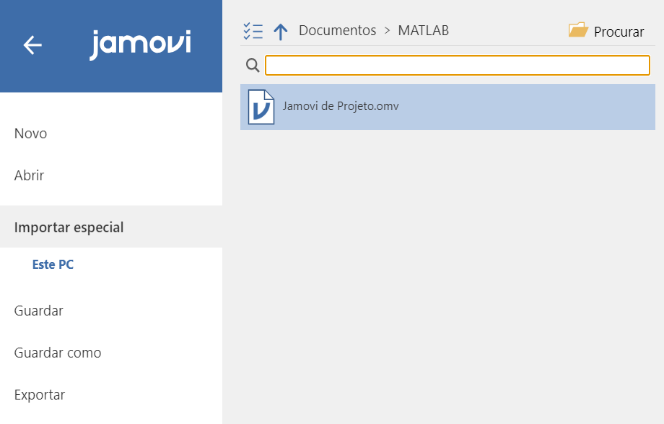 jamovi
Documentos > MATLAB
Procurar
Jamovi de Projeto.omv
Novo
Abrir
Importar especial
Este PC
Guardar
Guardar como
Exportar